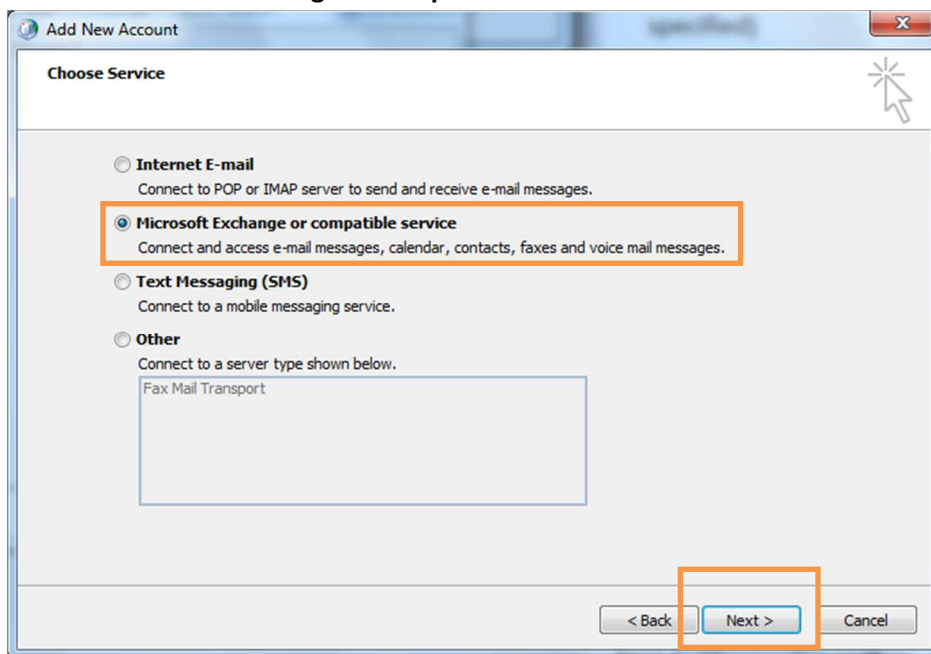 Add New Account
Choose Service
Internet E-mail
Connect to POP or IMAP server to send and receive e-mail messages.
Microsoft Exchange or compatible service
Connect and access e-mail messages, calendar, contacts, faxes and voice mail messages.
Text Messaging (SMS)
Connect to a mobile messaging service.
Other
Connect to a server type shown below.
Fax Mail Transport
< Back Next > Cancel